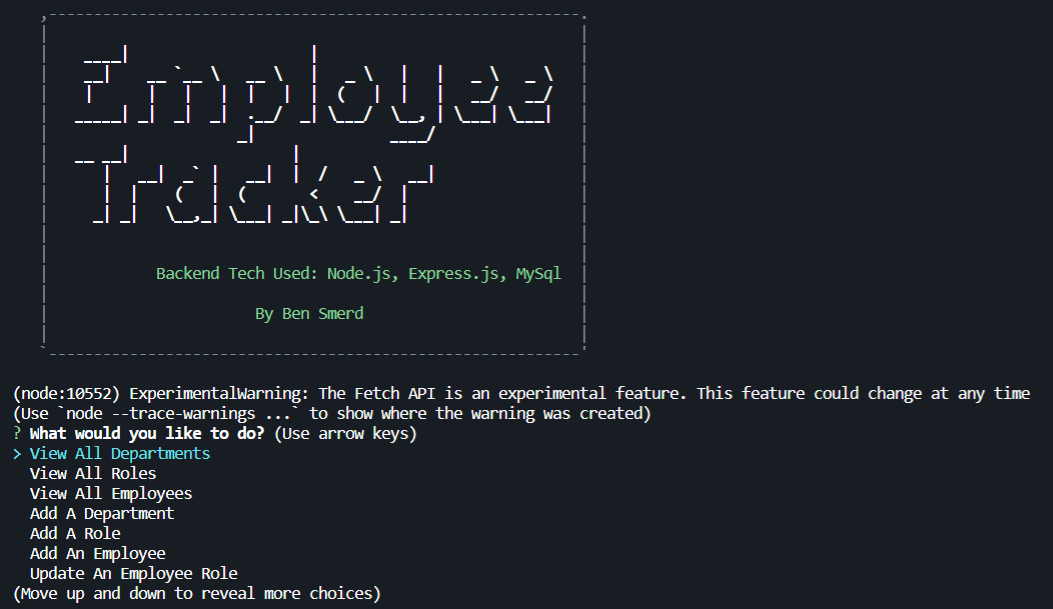 Employee
Tracker
Backend Tech Used: Node.js, Express.js, MySql
By Ben Smerd
(node:10552) ExperimentalWarning: The Fetch API is an experimental feature. This feature could change at any time
(Use `node --trace-warnings ...` to show where the warning was created)
? What would you like to do? (Use arrow keys)
> View All Departments
View All Roles
View All Employees
Add A Department
Add A Role
Add An Employee
Update An Employee Role
(Move up and down to reveal more choices)